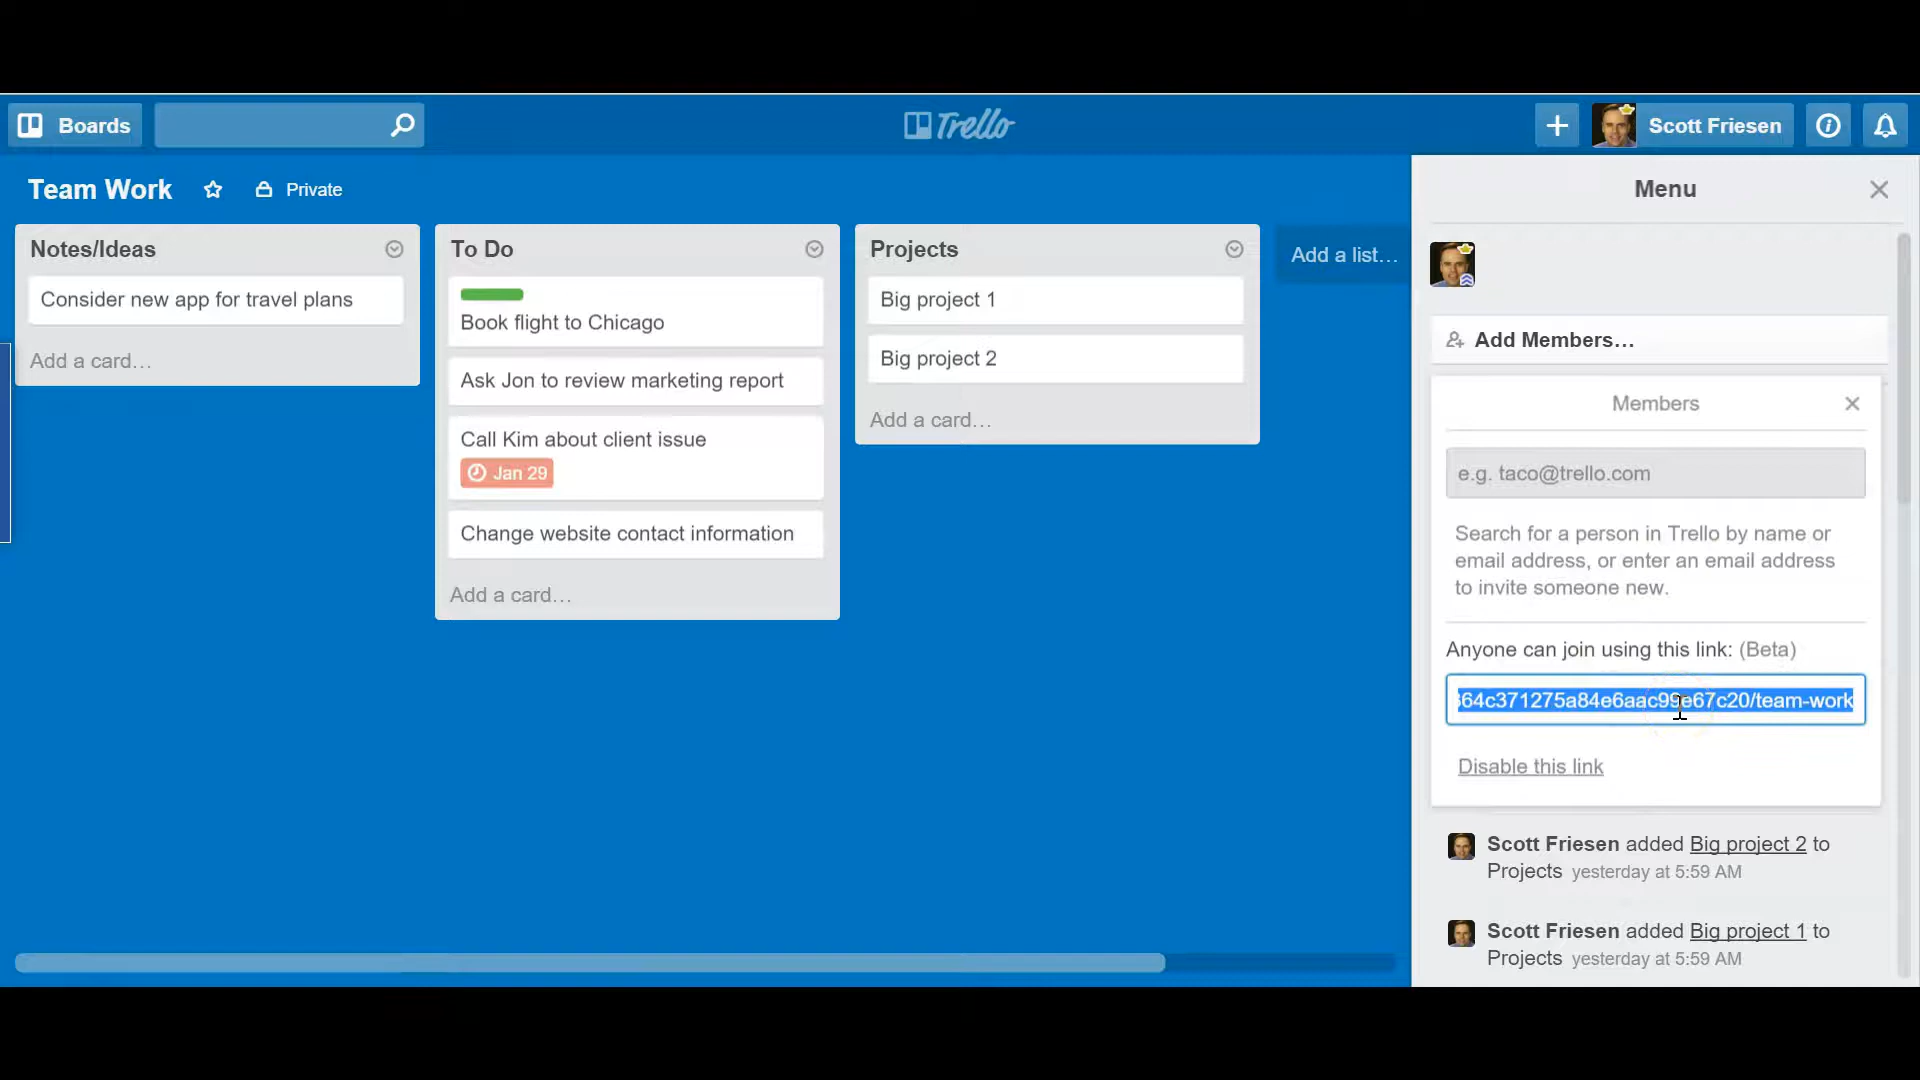 Boards
Trello
Scott Friesen
Team Work
Private
Notes/Ideas
Consider new app for travel plans
Add a card…
To Do
Book flight to Chicago
Ask Jon to review marketing report
Call Kim about client issue
Jan 29
Change website contact information
Add a card…
Projects
Big project 1
Big project 2
Add a card…
Add a list…
Menu
Add Members…
Members
e.g. taco@trello.com
Search for a person in Trello by name or
email address, or enter an email address
to invite someone new.
Anyone can join using this link: (Beta)
64c371275a84e6aac99e67c20/team-work
Disable this link
Scott Friesen added Big project 2 to
Projects yesterday at 5:59 AM
Scott Friesen added Big project 1 to
Projects yesterday at 5:59 AM